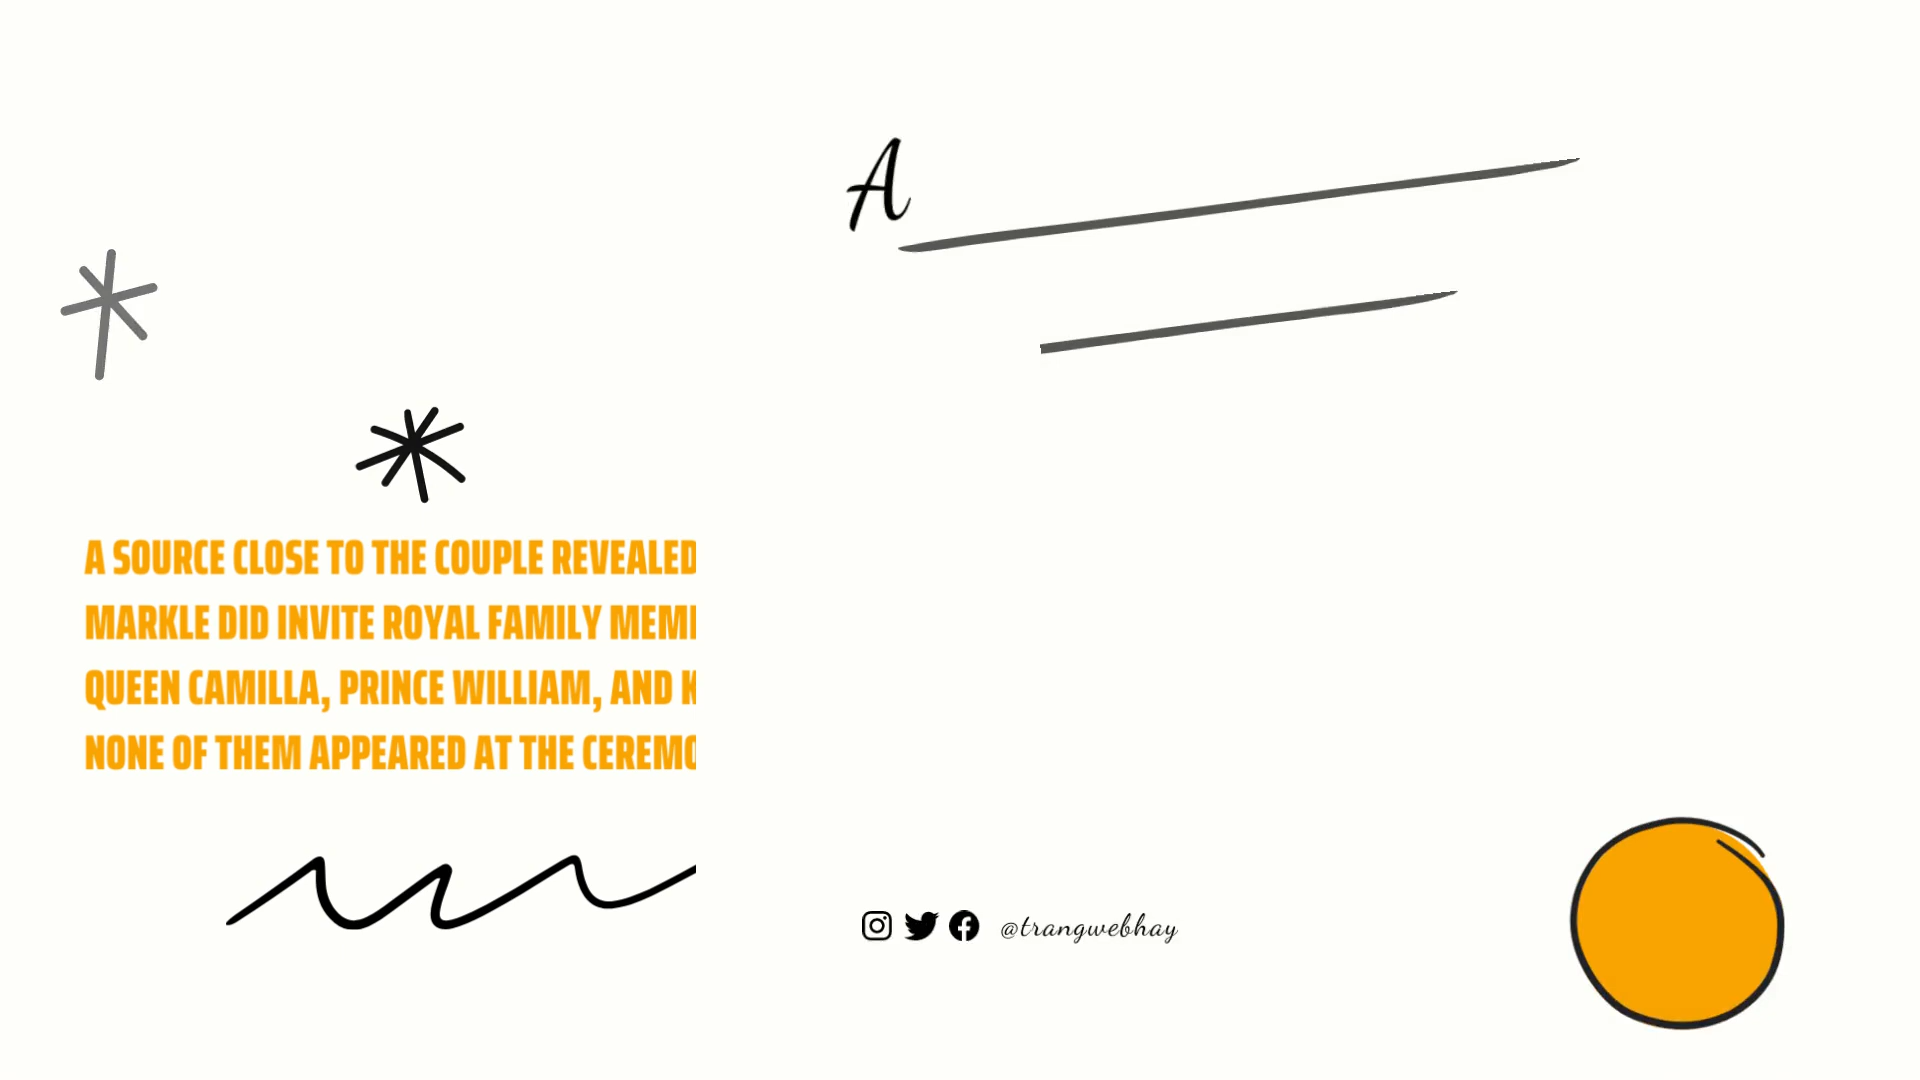 A
A SOURCE CLOSE TO THE COUPLE REVEALED
MARKLE DID INVITE ROYAL FAMILY
QUEEN CAMILLA, PRINCE WILLIAM, AND
NONE OF THEM APPEARED AT THE
@trangwebhay